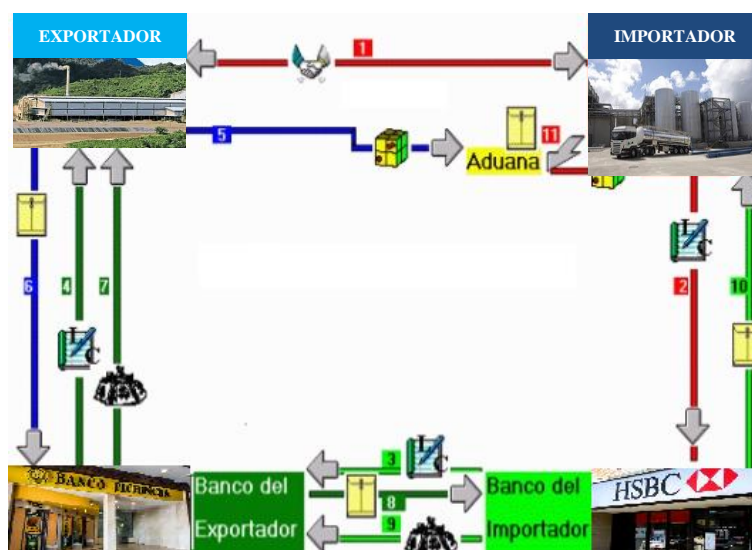 EXPORTADOR
1
IMPORTADOR
5
11
Aduana
L
C
6
4
7
2
10
L
C
BANCO PICHINCHA
Banco del
Exportador
3
L
C
8
9
Banco del
Importador
HSBC